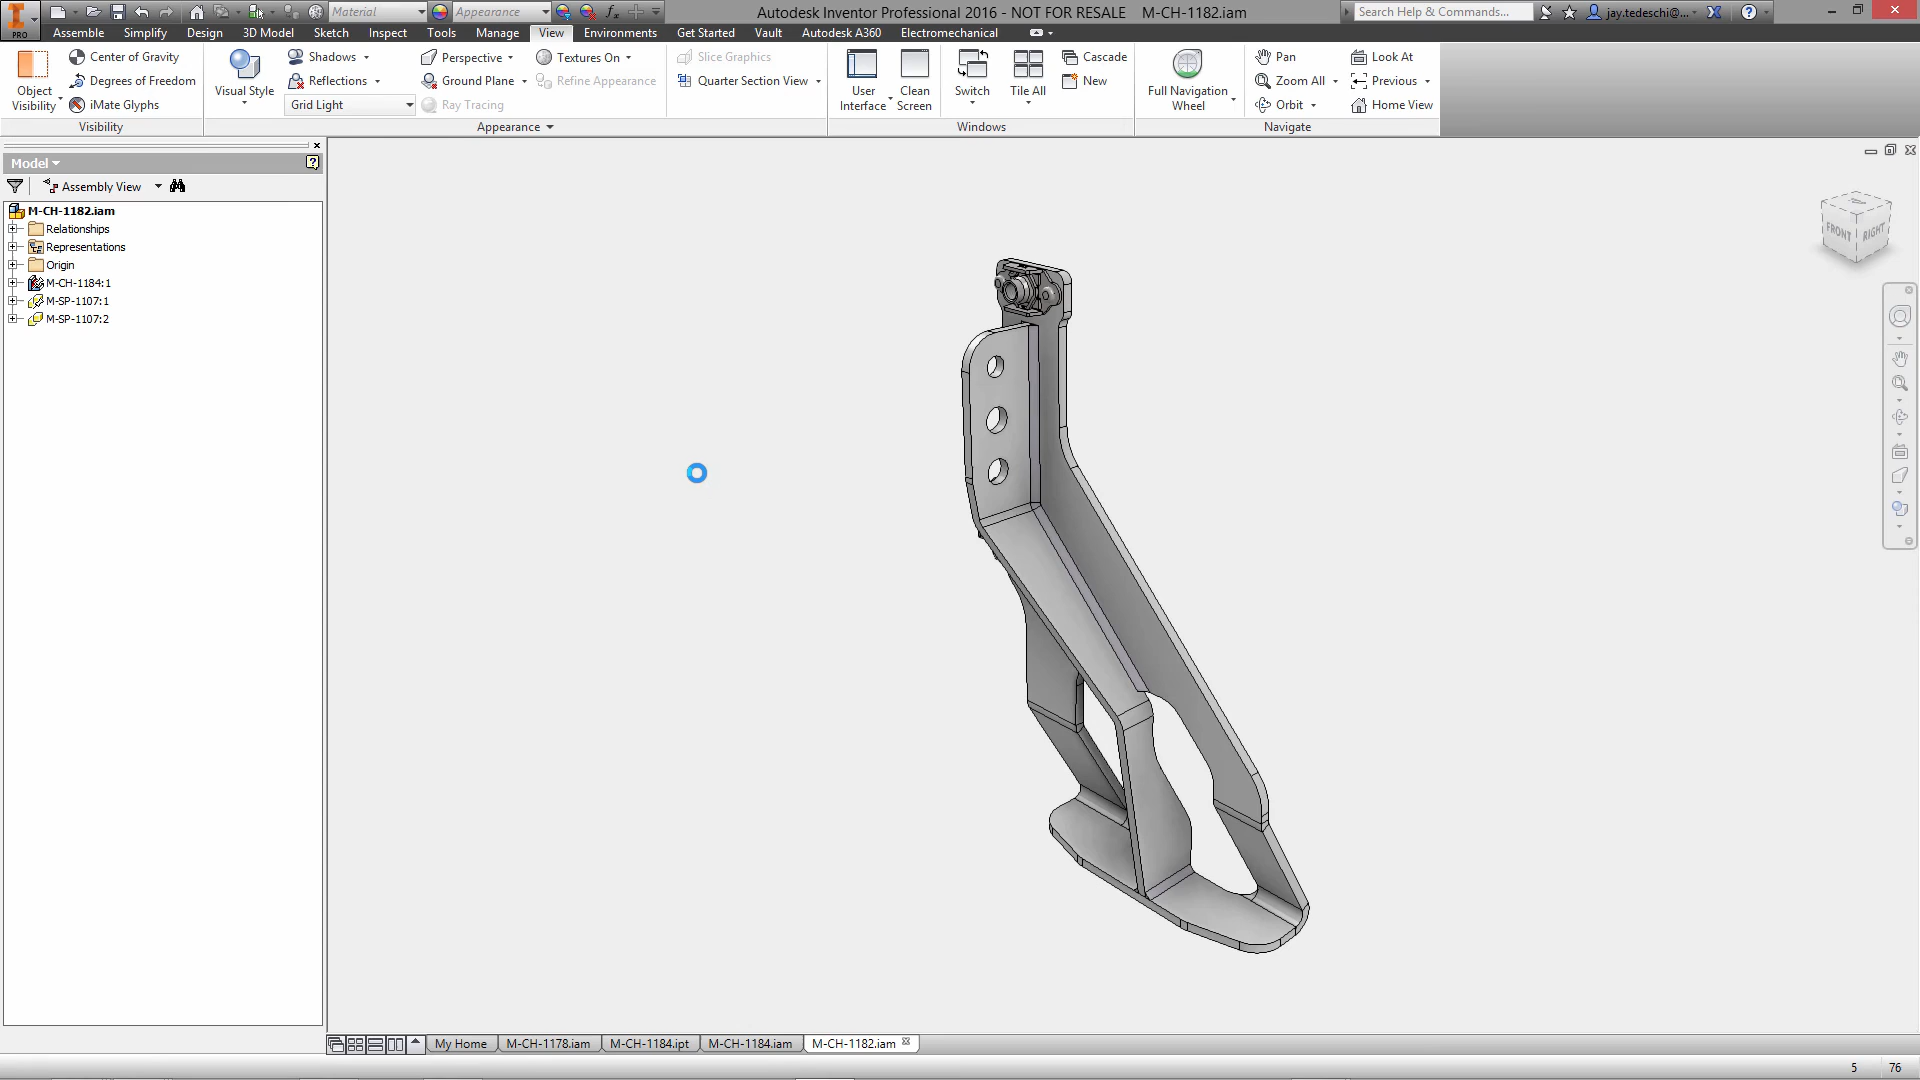 Material
Appearance
Autodesk Inventor Professional 2016 - NOT FOR RESALE M-CH-1182.iam
Search Help & Commands...
jay.tedeschi@...
PRO
Assemble Simplify Design 3D Model Sketch Inspect Tools Manage View Environments Get Started Vault Autodesk A360 Electromechanical
Object Visibility
Center of Gravity
Degrees of Freedom
iMate Glyphs
Visibility
Visual Style
Shadows
Reflections
Grid Light
Perspective
Ground Plane
Ray Tracing
Textures On
Refine Appearance
Appearance
Slice Graphics
Quarter Section View
User Interface
Clean Screen
Switch
Tile All
Cascade
New
Windows
Full Navigation Wheel
Pan
Zoom All
Orbit
Look At
Previous
Home View
Navigate
Model
Assembly View
M-CH-1182.iam
Relationships
Representations
Origin
M-CH-1184:1
M-SP-1107:1
M-SP-1107:2
FRONT RIGHT
My Home M-CH-1178.iam M-CH-1184.ipt M-CH-1184.iam M-CH-1182.iam
5 76